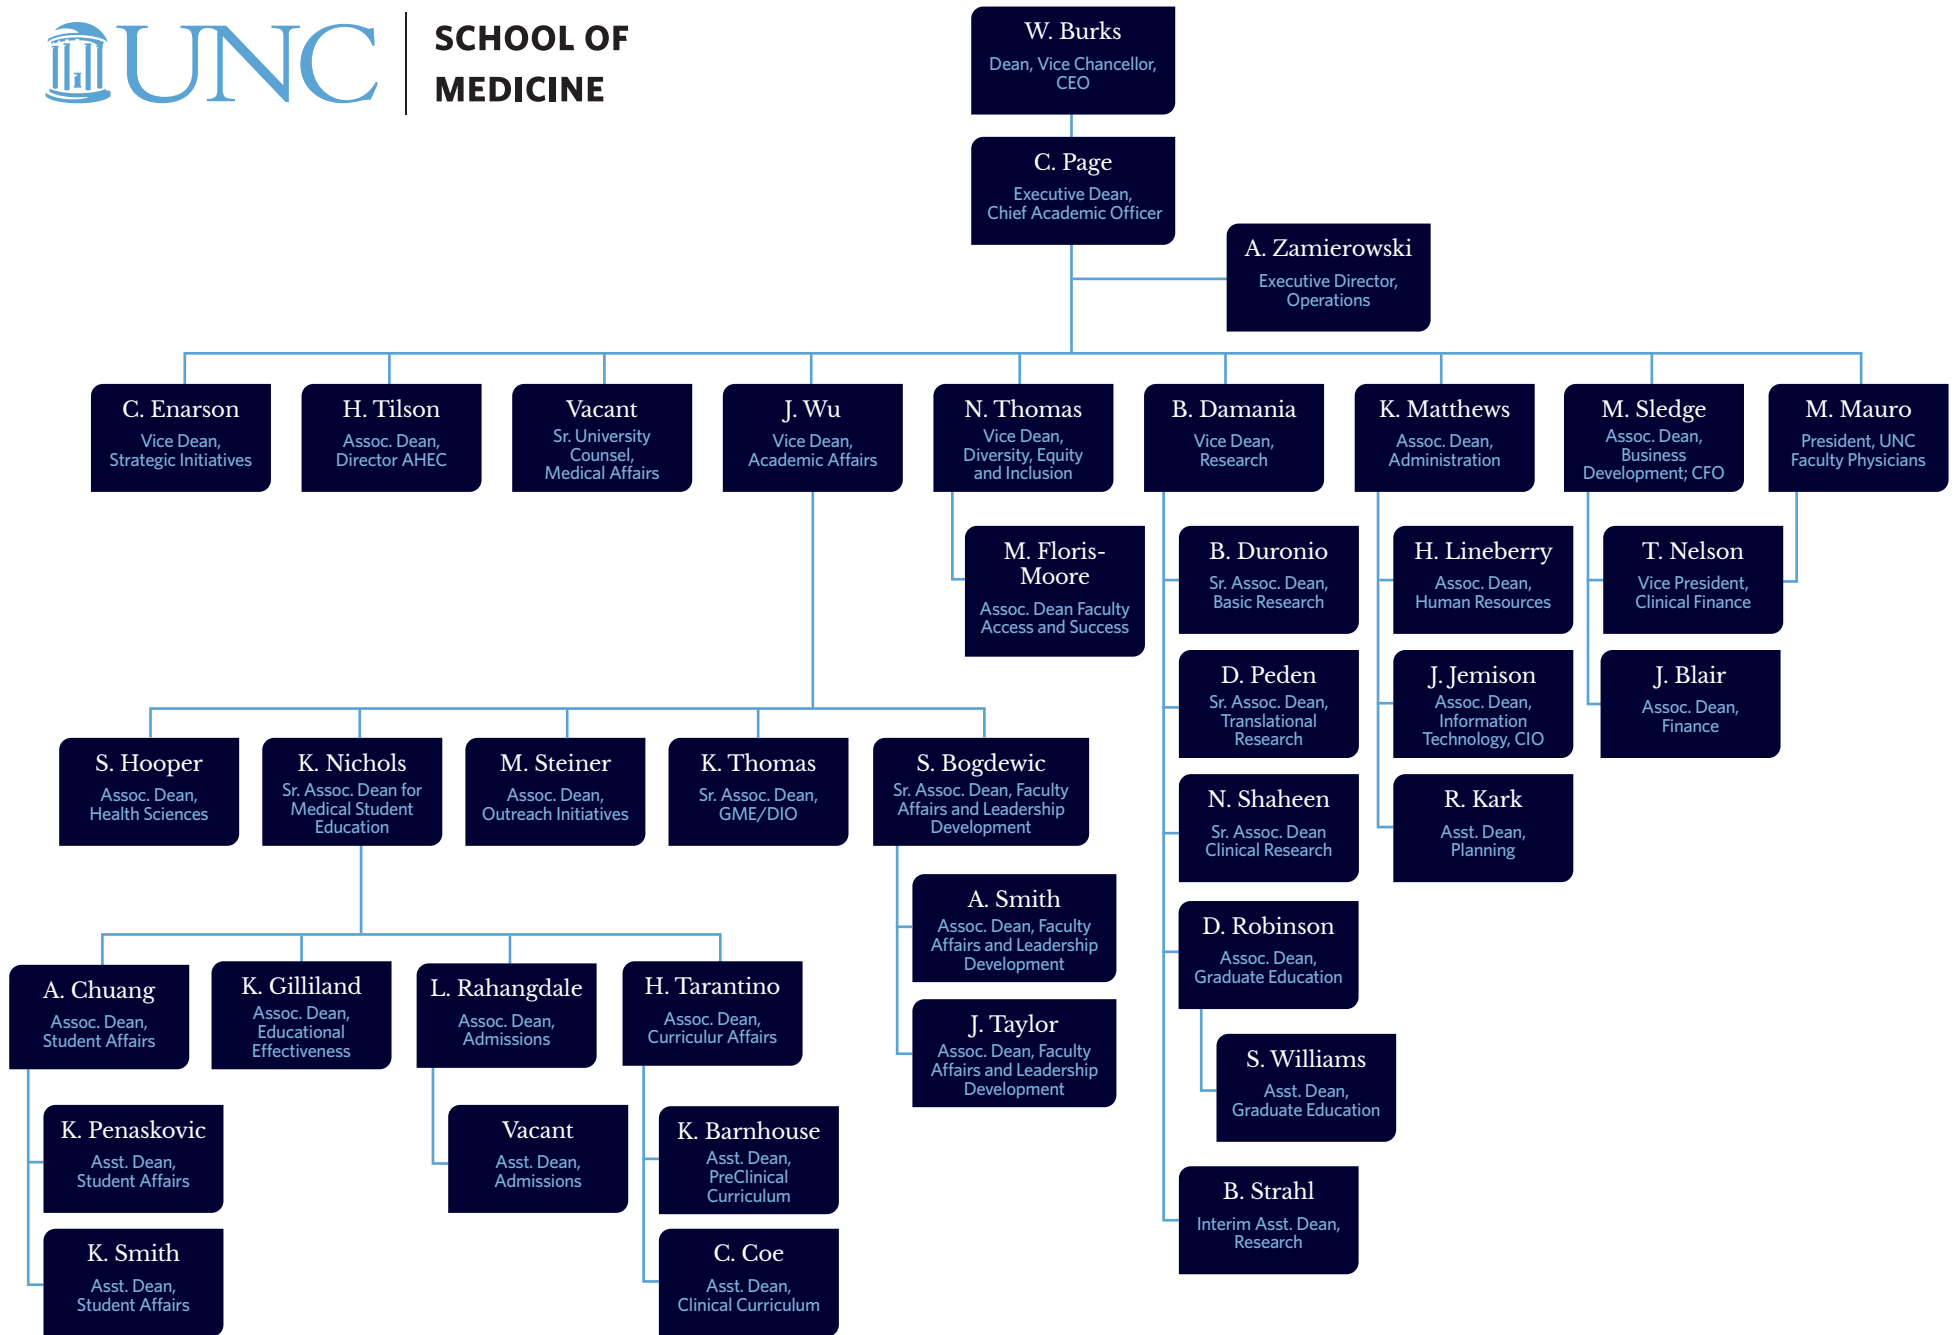 UNC
SCHOOL OF
MEDICINE
W. Burks
Dean, Vice Chancellor,
CEO
C. Page
Executive Dean,
Chief Academic Officer
A. Zamierowski
Executive Director,
Operations
C. Enarson
Vice Dean,
Strategic Initiatives
H. Tilson
Assoc. Dean,
Director AHEC
Vacant
Sr. University
Counsel,
Medical Affairs
J. Wu
Vice Dean,
Academic Affairs
N. Thomas
Vice Dean,
Diversity, Equity
and Inclusion
B. Damania
Vice Dean,
Research
K. Matthews
Assoc. Dean,
Administration
M. Sledge
Assoc. Dean,
Business
Development; CFO
M. Mauro
President, UNC
Faculty Physicians
M. Floris-
Moore
Assoc. Dean Faculty
Access and Success
B. Duronio
Sr. Assoc. Dean,
Basic Research
H. Lineberry
Assoc. Dean,
Human Resources
T. Nelson
Vice President,
Clinical Finance
D. Peden
Sr. Assoc. Dean,
Translational
Research
J. Jemison
Assoc. Dean,
Information
Technology, CIO
J. Blair
Assoc. Dean,
Finance
S. Hooper
Assoc. Dean,
Health Sciences
K. Nichols
Sr. Assoc. Dean for
Medical Student
Education
M. Steiner
Assoc. Dean,
Outreach Initiatives
K. Thomas
Sr. Assoc. Dean,
GME/DIO
S. Bogdewic
Sr. Assoc. Dean, Faculty
Affairs and Leadership
Development
N. Shaheen
Sr. Assoc. Dean
Clinical Research
R. Kark
Asst. Dean,
Planning
A. Smith
Assoc. Dean, Faculty
Affairs and Leadership
Development
D. Robinson
Assoc. Dean,
Graduate Education
A. Chuang
Assoc. Dean,
Student Affairs
K. Gilliland
Assoc. Dean,
Educational
Effectiveness
L. Rahangdale
Assoc. Dean,
Admissions
H. Tarantino
Assoc. Dean,
Curriculur Affairs
J. Taylor
Assoc. Dean, Faculty
Affairs and Leadership
Development
S. Williams
Asst. Dean,
Graduate Education
K. Penaskovic
Asst. Dean,
Student Affairs
Vacant
Asst. Dean,
Admissions
K. Barnhouse
Asst. Dean,
PreClinical
Curriculum
B. Strahl
Interim Asst. Dean,
Research
K. Smith
Asst. Dean,
Student Affairs
C. Coe
Asst. Dean,
Clinical Curriculum